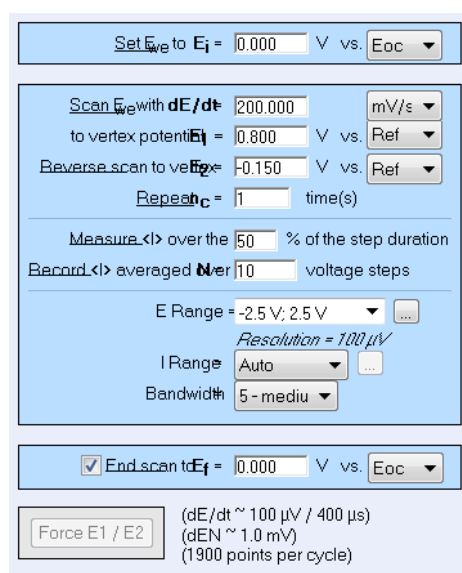 Set Ewe to Ei = 0.000 V vs. Eoc
Scan Ewe with dE/dt = 200.000 mV/s
to vertex potential E1 = 0.800 V vs. Ref
Reverse scan to vertex E2 = -0.150 V vs. Ref
Repeat nc = 1 time(s)
Measure <I> over the 50 % of the step duration
Record <I> averaged over N = 10 voltage steps
E Range = -2.5 V; 2.5 V ...
Resolution = 100 µV
I Range = Auto ...
Bandwidth = 5 - mediu
End scan to Ef = 0.000 V vs. Eoc
Force E1 / E2
(dE/dt ~ 100 µV / 400 µs)
(dEN ~ 1.0 mV)
(1900 points per cycle)